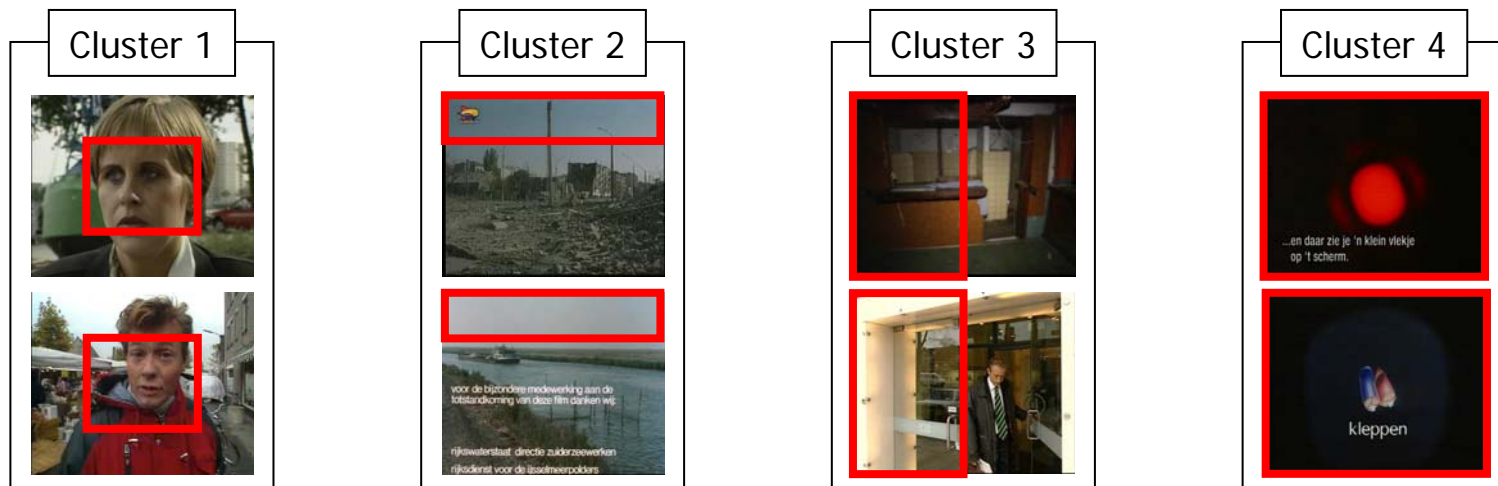 Cluster 1
Cluster 2
Cluster 3
Cluster 4
voor de bijzondere medewerking aan de
totstandkoming van deze film danken wij:
rijkswaterstaat directie zuiderzeewerken
rijksdienst voor de ijsselmeerpolders
...en daar zie je 'n klein vlekje
op 't scherm.
kleppen